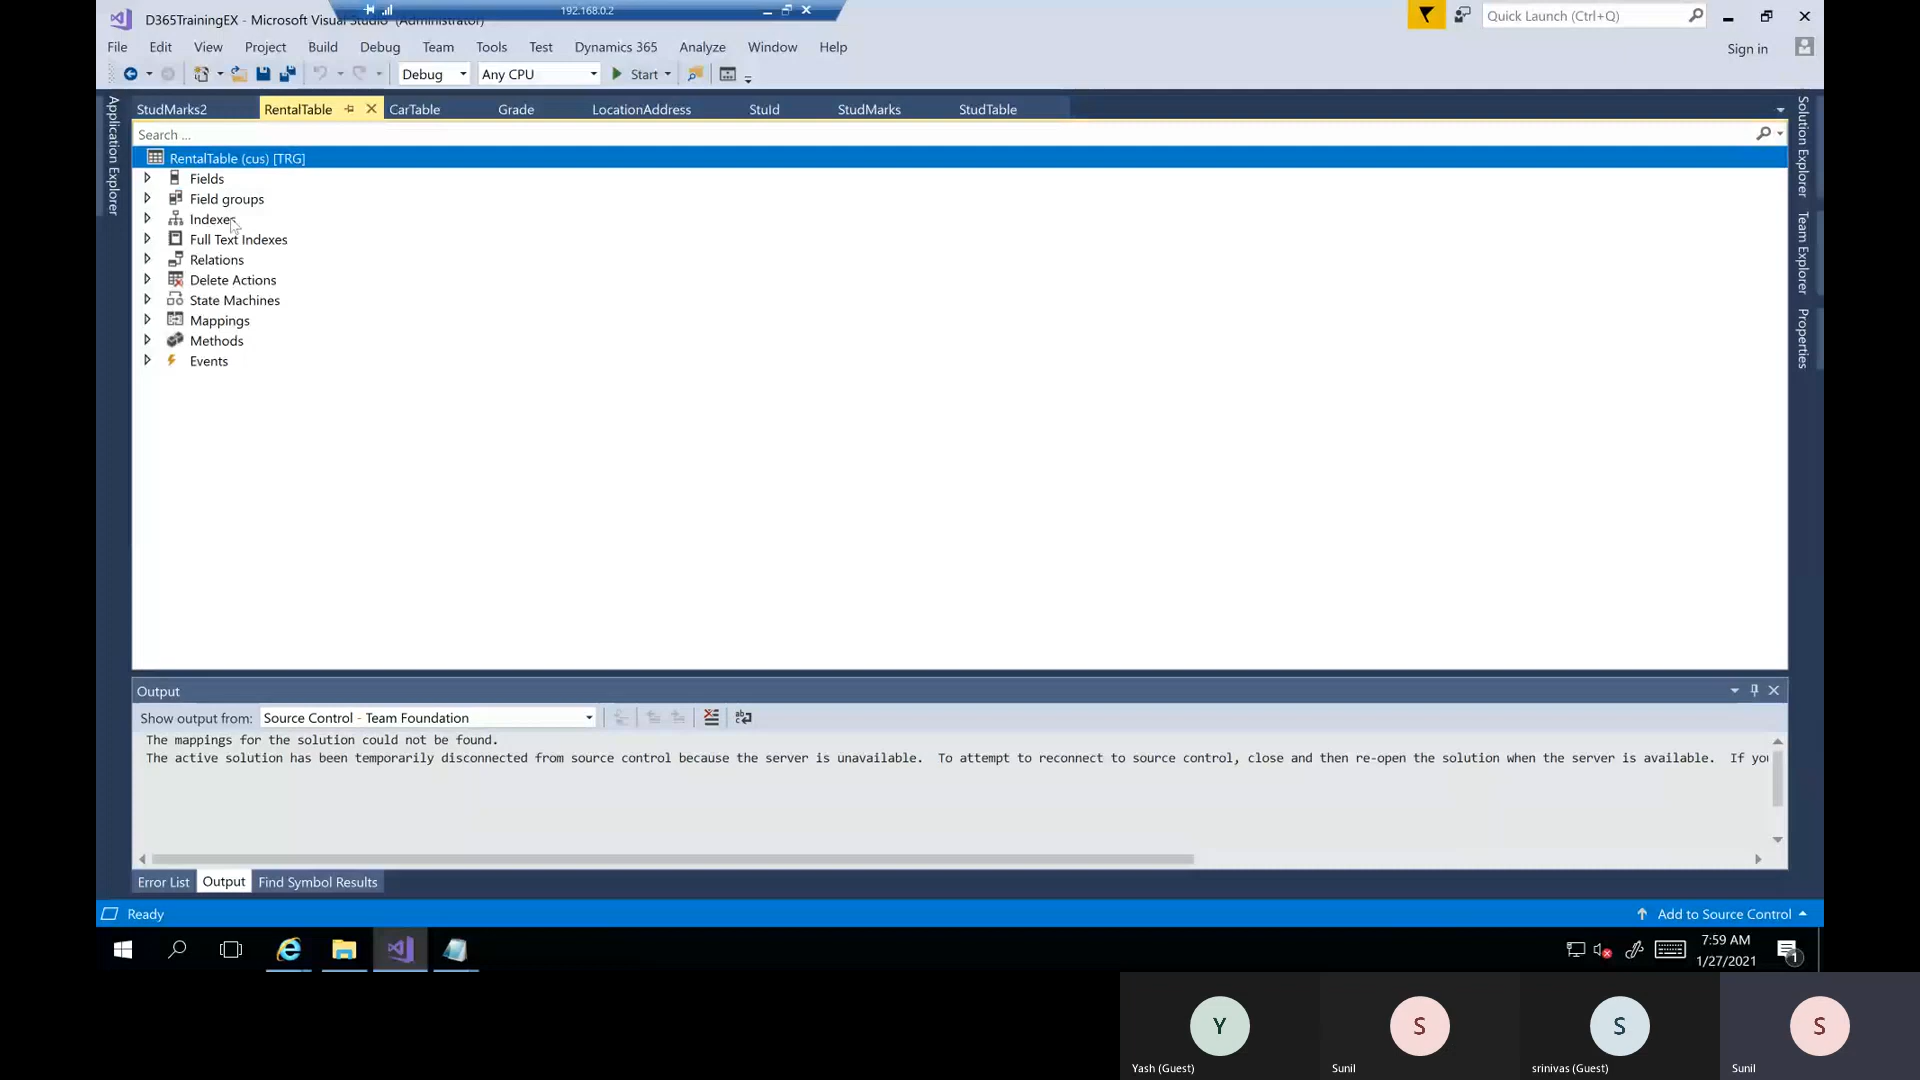 D365TrainingEX - Microsoft Visual Studio (Administrator)
192.168.0.2
Quick Launch (Ctrl+Q)
File Edit View Project Build Debug Team Tools Test Dynamics 365 Analyze Window Help
Sign in
Debug Any CPU Start
Application Explorer
StudMarks2 RentalTable CarTable Grade LocationAddress StuId StudMarks StudTable
Search ...
RentalTable (cus) [TRG]
Fields
Field groups
Indexes
Full Text Indexes
Relations
Delete Actions
State Machines
Mappings
Methods
Events
Solution Explorer
Team Explorer
Properties
Output
Show output from: Source Control - Team Foundation
The mappings for the solution could not be found.
The active solution has been temporarily disconnected from source control because the server is unavailable. To attempt to reconnect to source control, close and then re-open the solution when the server is available. If you
Error List Output Find Symbol Results
Ready
Add to Source Control
7:59 AM
1/27/2021
1
Y S S S
Yash (Guest) Sunil srinivas (Guest) Sunil